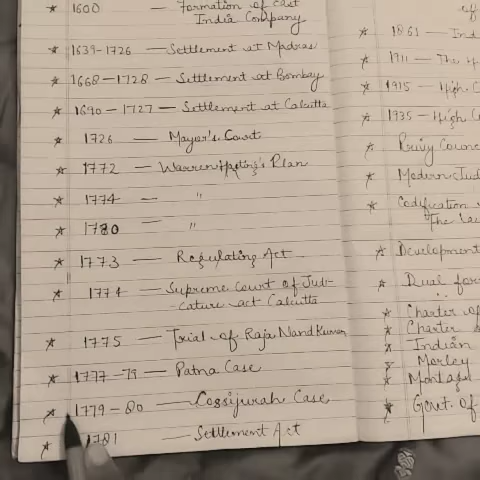 * 1600 — Formation of East
India Company
* 1639-1726 — Settlement at Madras
* 1668-1728 — Settlement at Bombay
* 1690-1727 — Settlement at Calcutta
* 1726 — Mayor's Court
* 1772 — Warren Hasting's Plan
* 1774 — "
* 1780 — "
* 1773 — Regulating Act
* 1774 — Supreme Court of Judi-
-cature act Calcutta
* 1775 — Trial of Raja Nand Kumar
* 1777-79 — Patna Case
* 1779-80 — Cossijurah Case
* 1781 — Settlement Act
of
* 1861 — Ind
* 1911 — The H
* 1915 — High C
* 1935 — High C
* Privy Counc
* Modern Jud
* Codification
"The Law
* Development
* Dual for
* Charter of
* Charter
* Indian
* Morley
* Montagu
* Govt. of